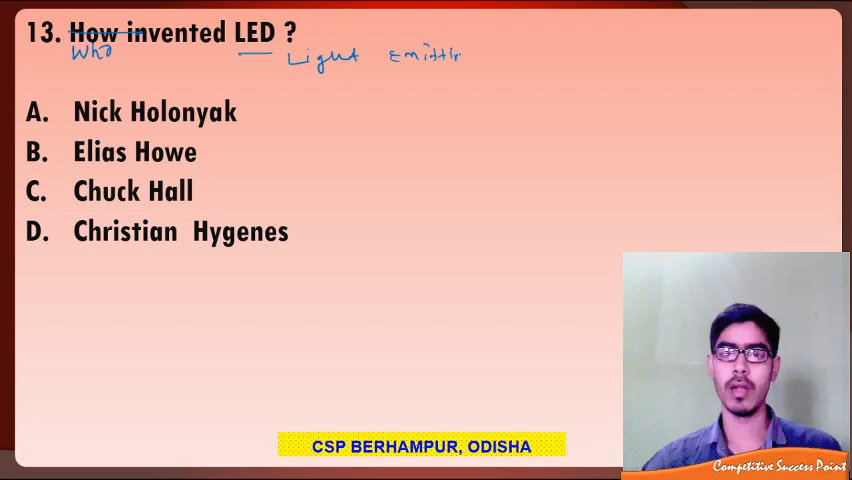 13. How invented LED ?
Who Light Emittin
A. Nick Holonyak
B. Elias Howe
C. Chuck Hall
D. Christian Hygenes
CSP BERHAMPUR, ODISHA
Competitive Success Point